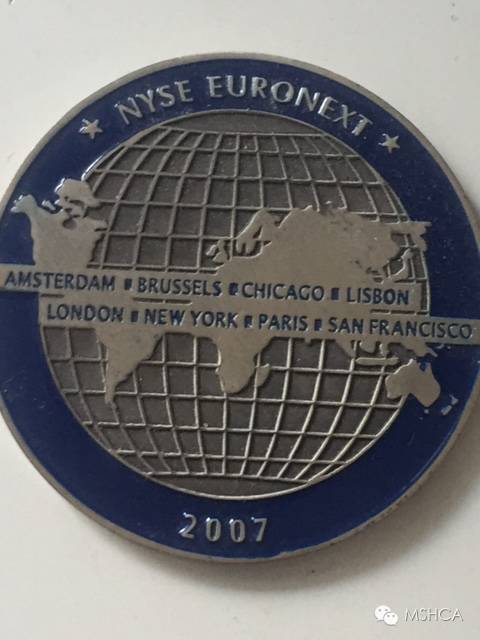 ★ NYSE EURONEXT ★
AMSTERDAM ▪ BRUSSELS ▪ CHICAGO ▪ LISBON
LONDON ▪ NEW YORK ▪ PARIS ▪ SAN FRANCISCO
2007
MSHCA